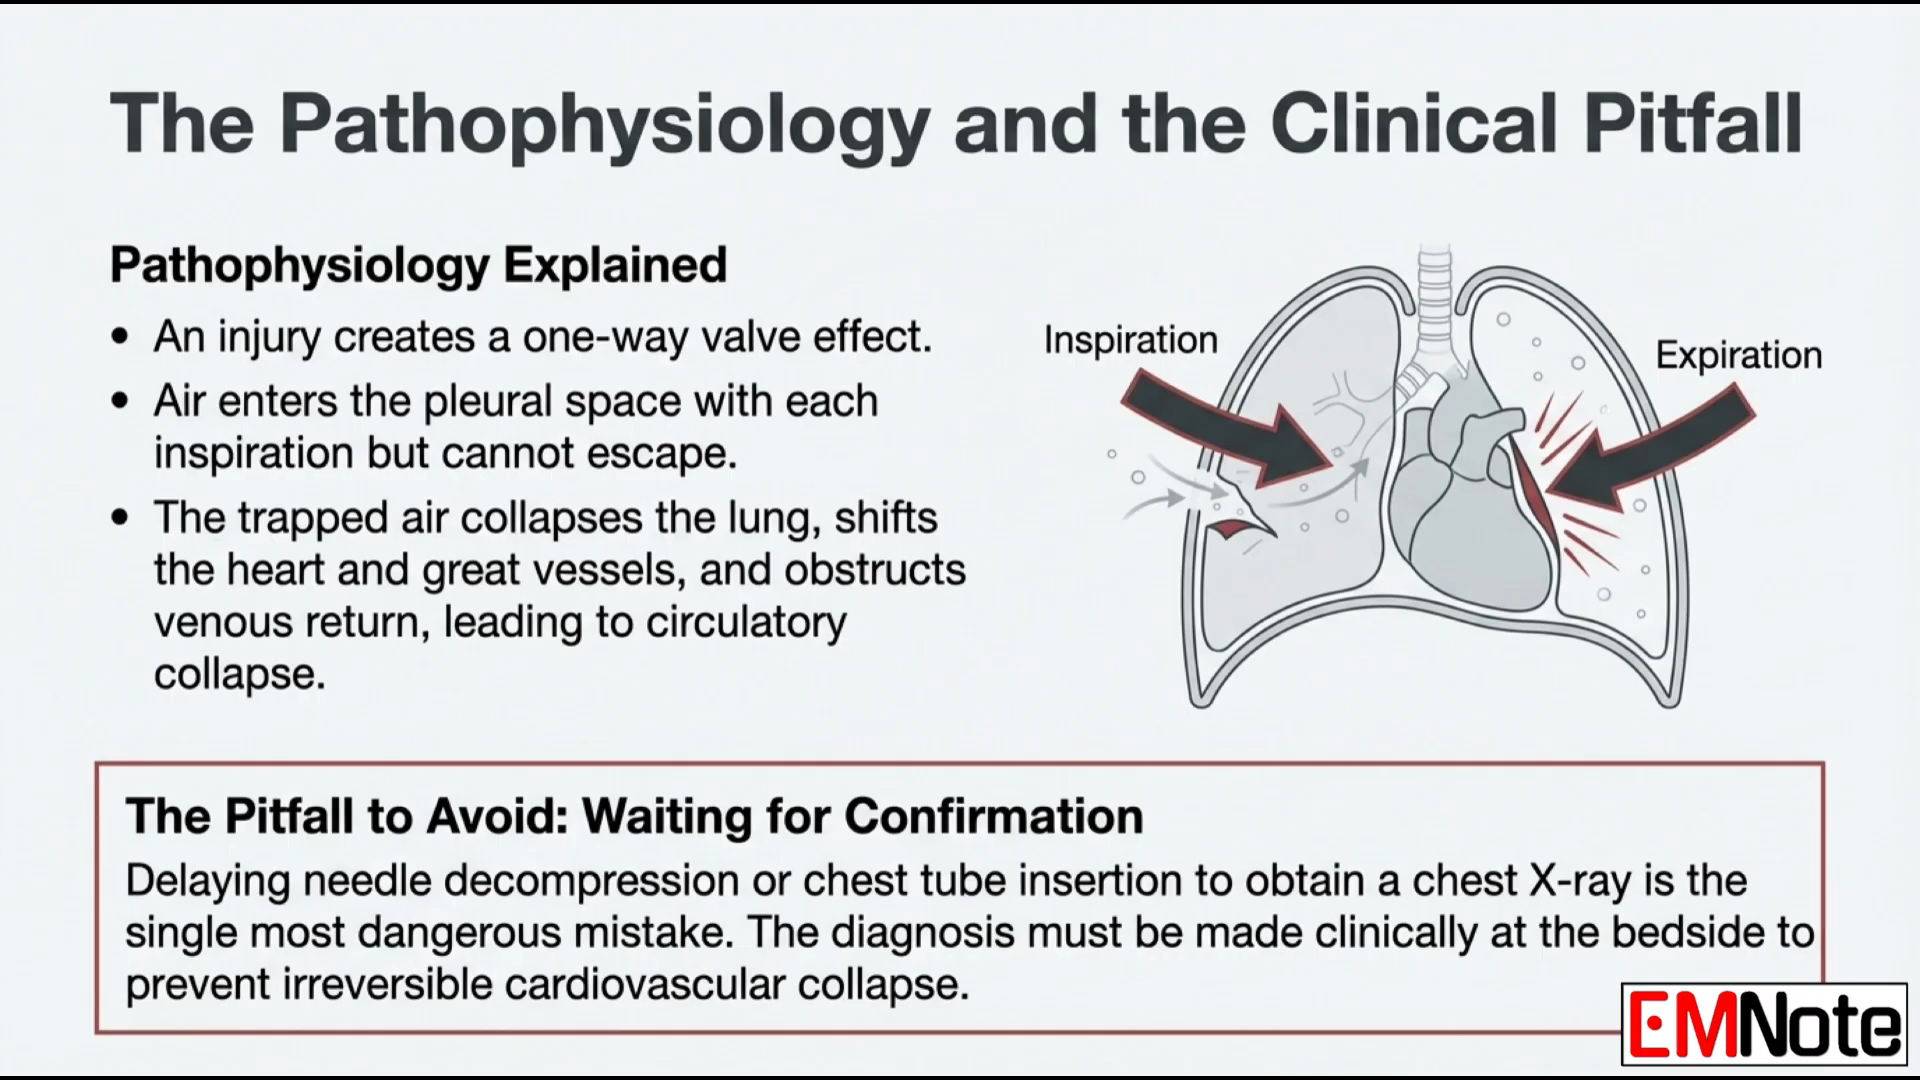 The Pathophysiology and the Clinical Pitfall
Pathophysiology Explained
• An injury creates a one-way valve effect.
• Air enters the pleural space with each
inspiration but cannot escape.
• The trapped air collapses the lung, shifts
the heart and great vessels, and obstructs
venous return, leading to circulatory
collapse.
Inspiration
Expiration
The Pitfall to Avoid: Waiting for Confirmation
Delaying needle decompression or chest tube insertion to obtain a chest X-ray is the
single most dangerous mistake. The diagnosis must be made clinically at the bedside to
prevent irreversible cardiovascular collapse.
EMNote